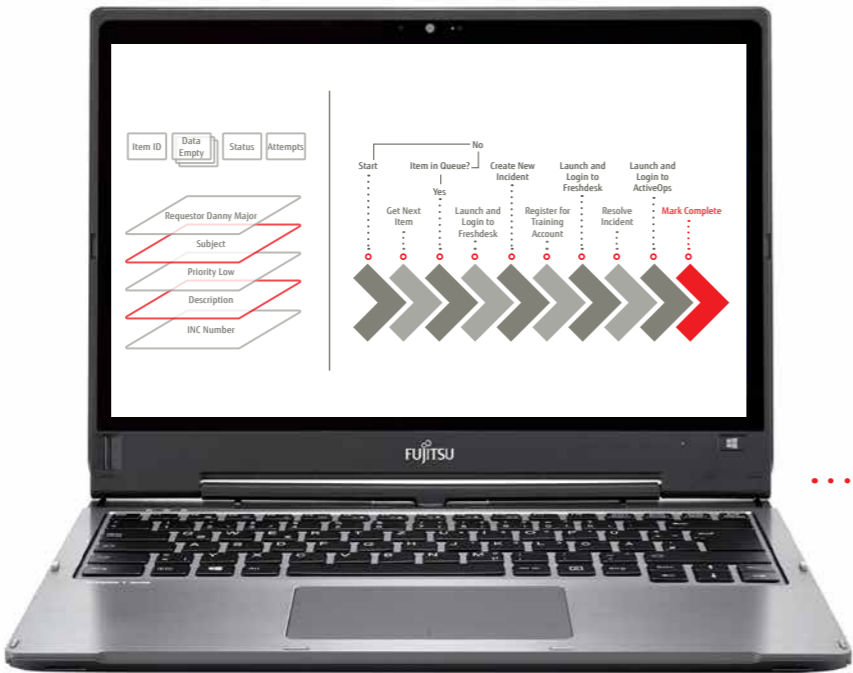 Item ID
Data
Empty
Status
Attempts
Requestor Danny Major
Subject
Priority Low
Description
INC Number
No
Start
Item in Queue?
Yes
Create New
Incident
Launch and
Login to
Freshdesk
Launch and
Login to
ActiveOps
Get Next
Item
Launch and
Login to
Freshdesk
Register for
Training
Account
Resolve
Incident
Mark Complete
FUJITSU